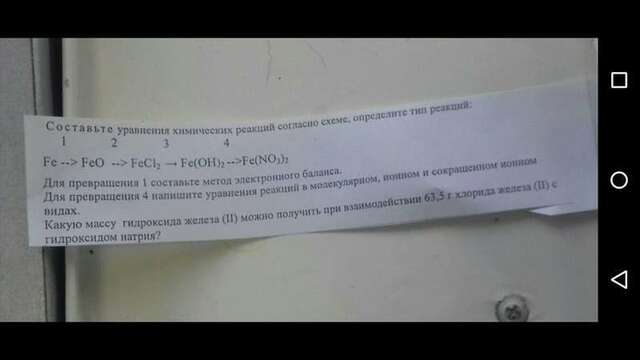 Составьте уравнения химических реакций согласно схеме, определите тип реакций:
1 2 3 4
Fe --> FeO --> FeCl₂ → Fe(OH)₂ -->Fe(NO₃)₂
Для превращения 1 составьте метод электронного баланса.
Для превращения 4 напишите уравнения реакций в молекулярном, ионном и сокращенном ионном
видах.
Какую массу гидроксида железа (II) можно получить при взаимодействии 63,5 г хлорида железа (II) с
гидроксидом натрия?